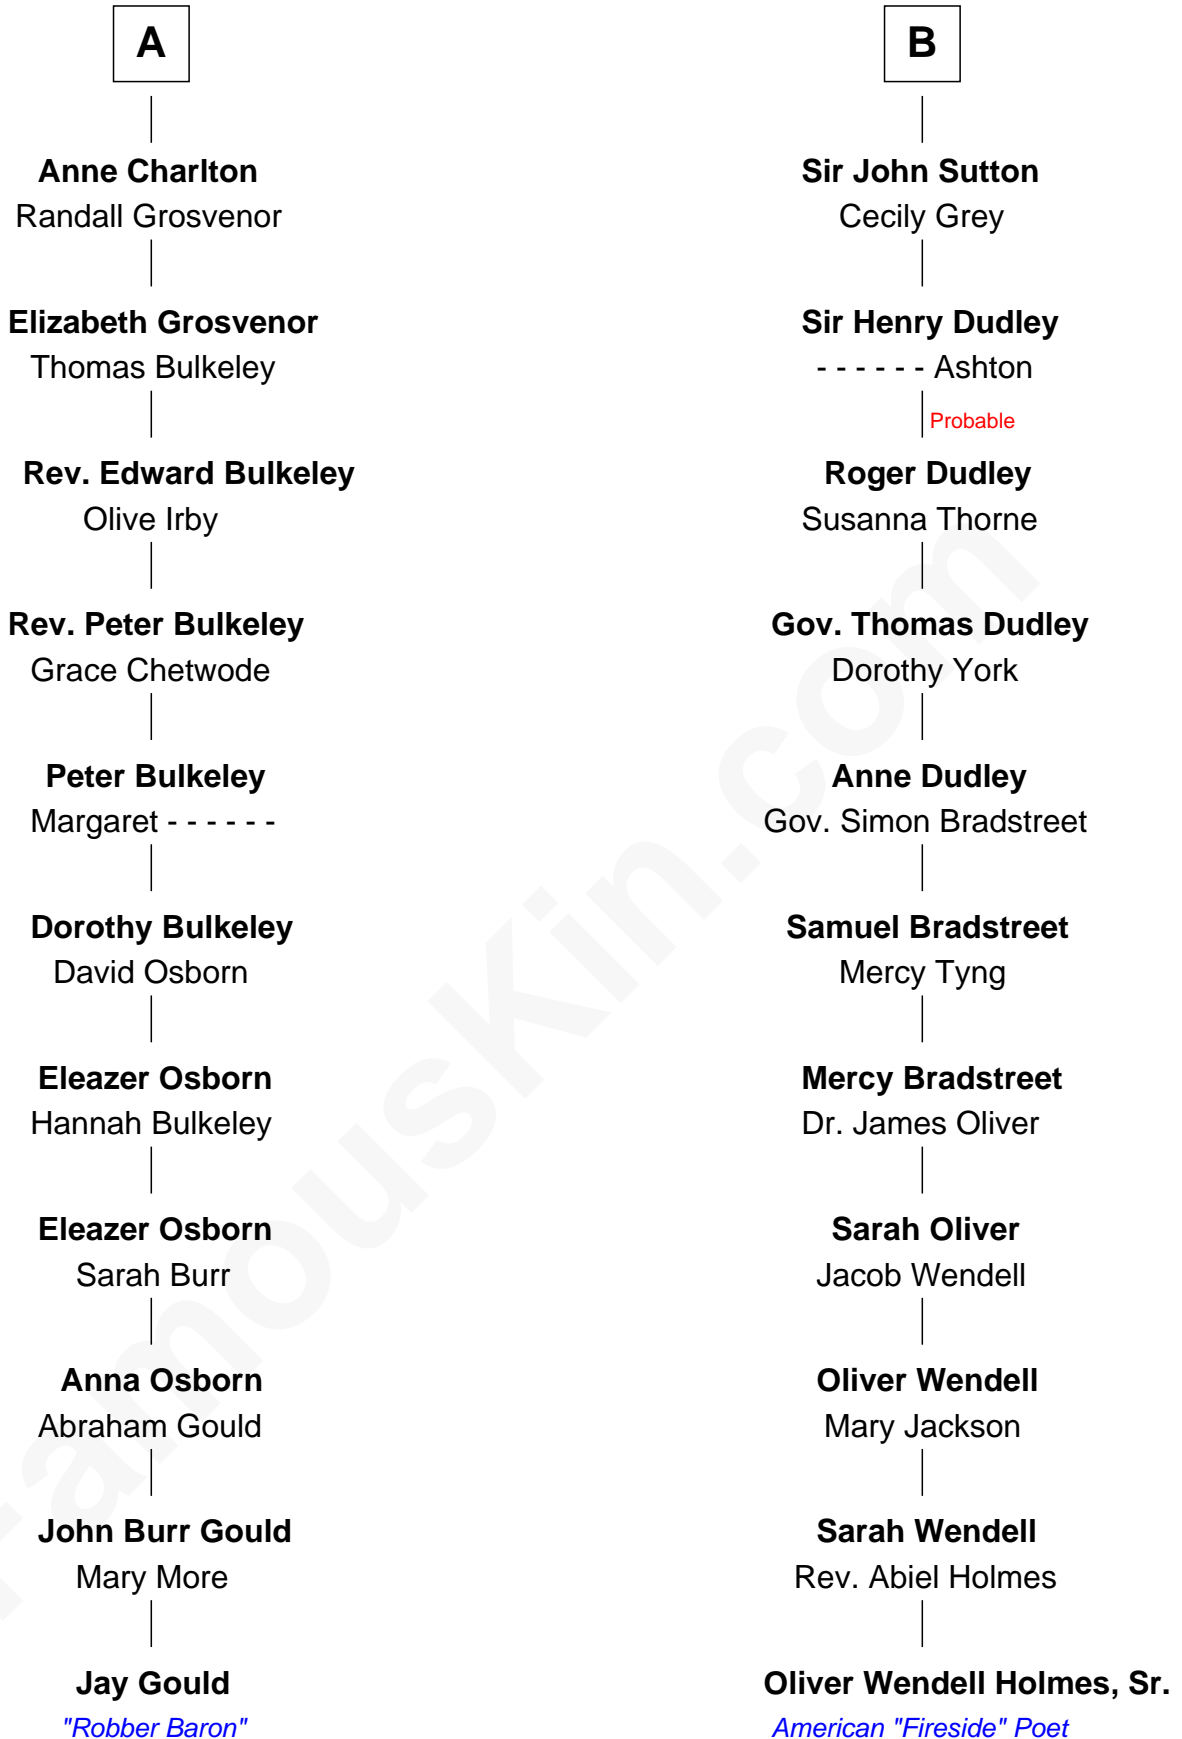 A
Anne Charlton
Randall Grosvenor
Elizabeth Grosvenor
Thomas Bulkeley
Rev. Edward Bulkeley
Olive Irby
Rev. Peter Bulkeley
Grace Chetwode
Peter Bulkeley
Margaret - - - - - -
Dorothy Bulkeley
David Osborn
Eleazer Osborn
Hannah Bulkeley
Eleazer Osborn
Sarah Burr
Anna Osborn
Abraham Gould
John Burr Gould
Mary More
Jay Gould
"Robber Baron"
B
Sir John Sutton
Cecily Grey
Sir Henry Dudley
- - - - - - Ashton
Probable
Roger Dudley
Susanna Thorne
Gov. Thomas Dudley
Dorothy York
Anne Dudley
Gov. Simon Bradstreet
Samuel Bradstreet
Mercy Tyng
Mercy Bradstreet
Dr. James Oliver
Sarah Oliver
Jacob Wendell
Oliver Wendell
Mary Jackson
Sarah Wendell
Rev. Abiel Holmes
Oliver Wendell Holmes, Sr.
American "Fireside" Poet
FamousKin.com